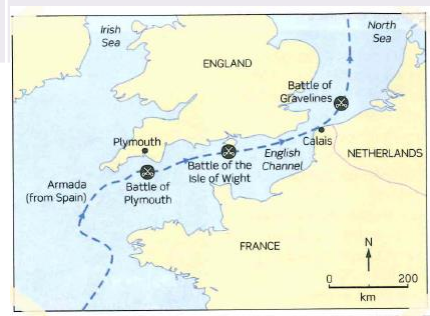 Irish
Sea
North
Sea
ENGLAND
Battle of
Gravelines
Plymouth
Calais
Battle of the
Isle of Wight
English
Channel
NETHERLANDS
Armada
(from Spain)
Battle of
Plymouth
FRANCE
N
0 200
km